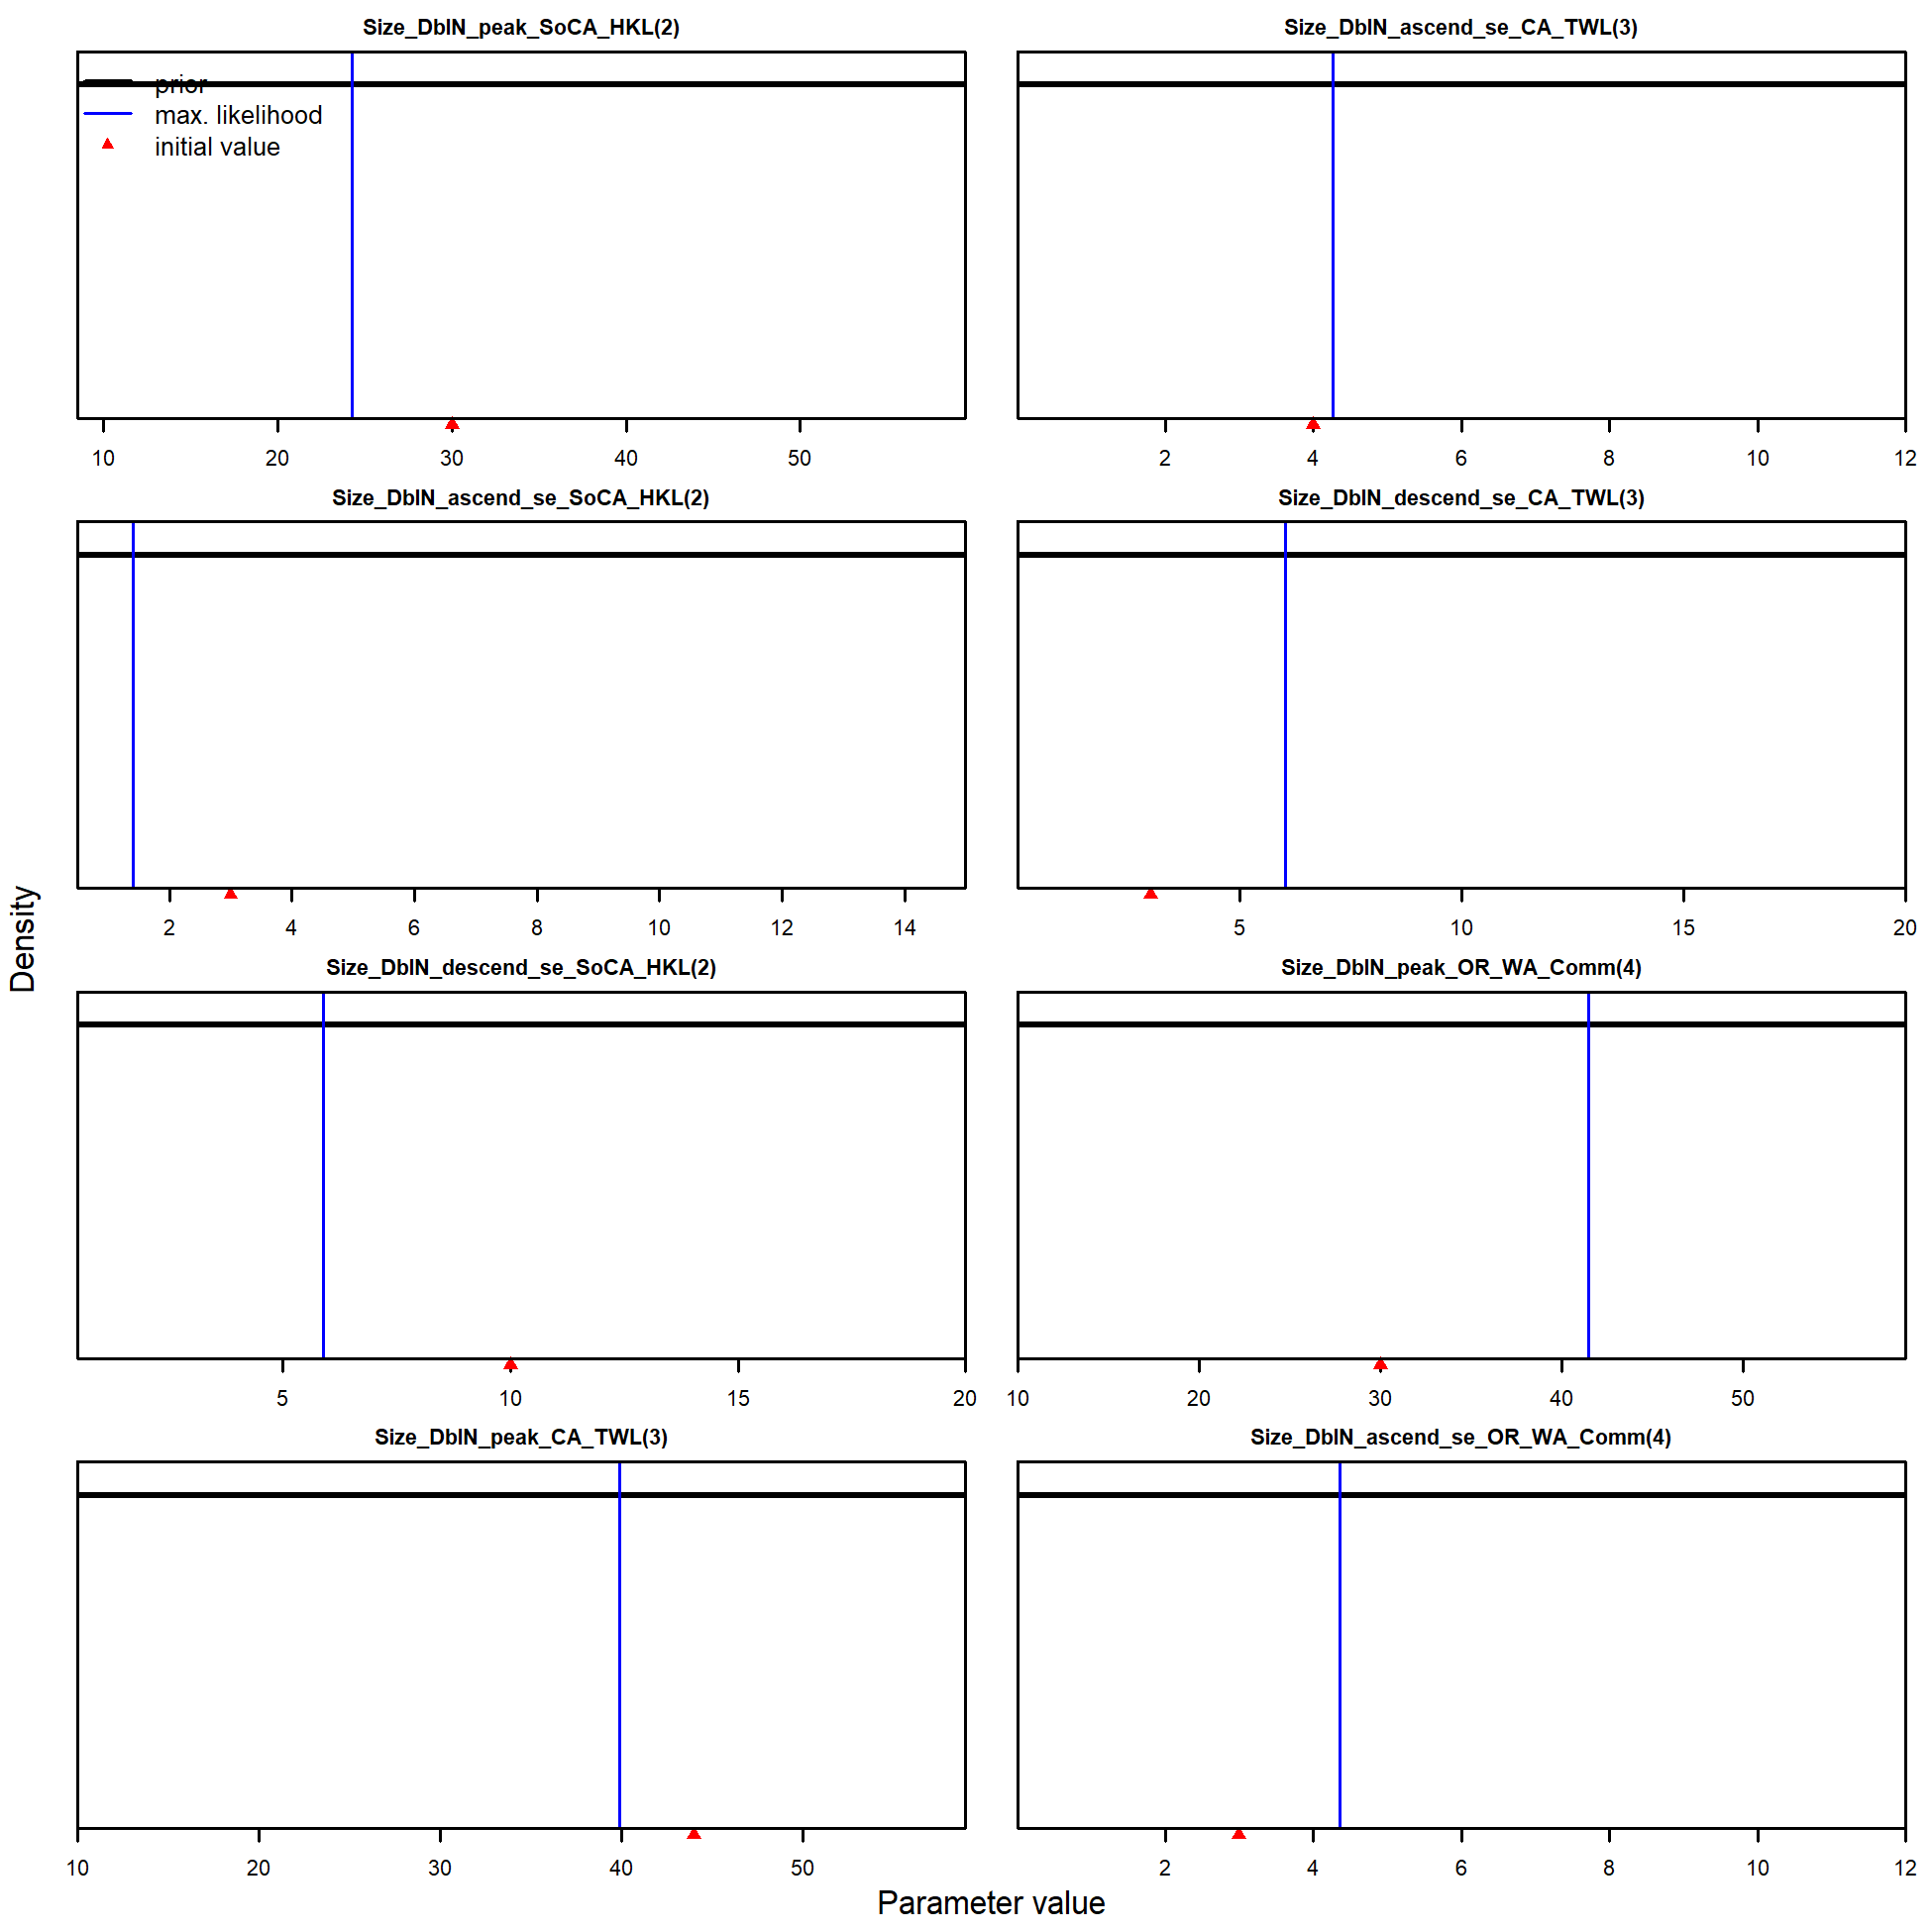 Size_DblN_peak_SoCA_HKL(2)
prior
max. likelihood
initial value
10 20 30 40 50
Size_DblN_ascend_se_CA_TWL(3)
2 4 6 8 10 12
Size_DblN_ascend_se_SoCA_HKL(2)
2 4 6 8 10 12 14
Size_DblN_descend_se_CA_TWL(3)
5 10 15 20
Size_DblN_descend_se_SoCA_HKL(2)
5 10 15 20
Size_DblN_peak_OR_WA_Comm(4)
10 20 30 40 50
Size_DblN_peak_CA_TWL(3)
10 20 30 40 50
Size_DblN_ascend_se_OR_WA_Comm(4)
2 4 6 8 10 12
Density
Parameter value